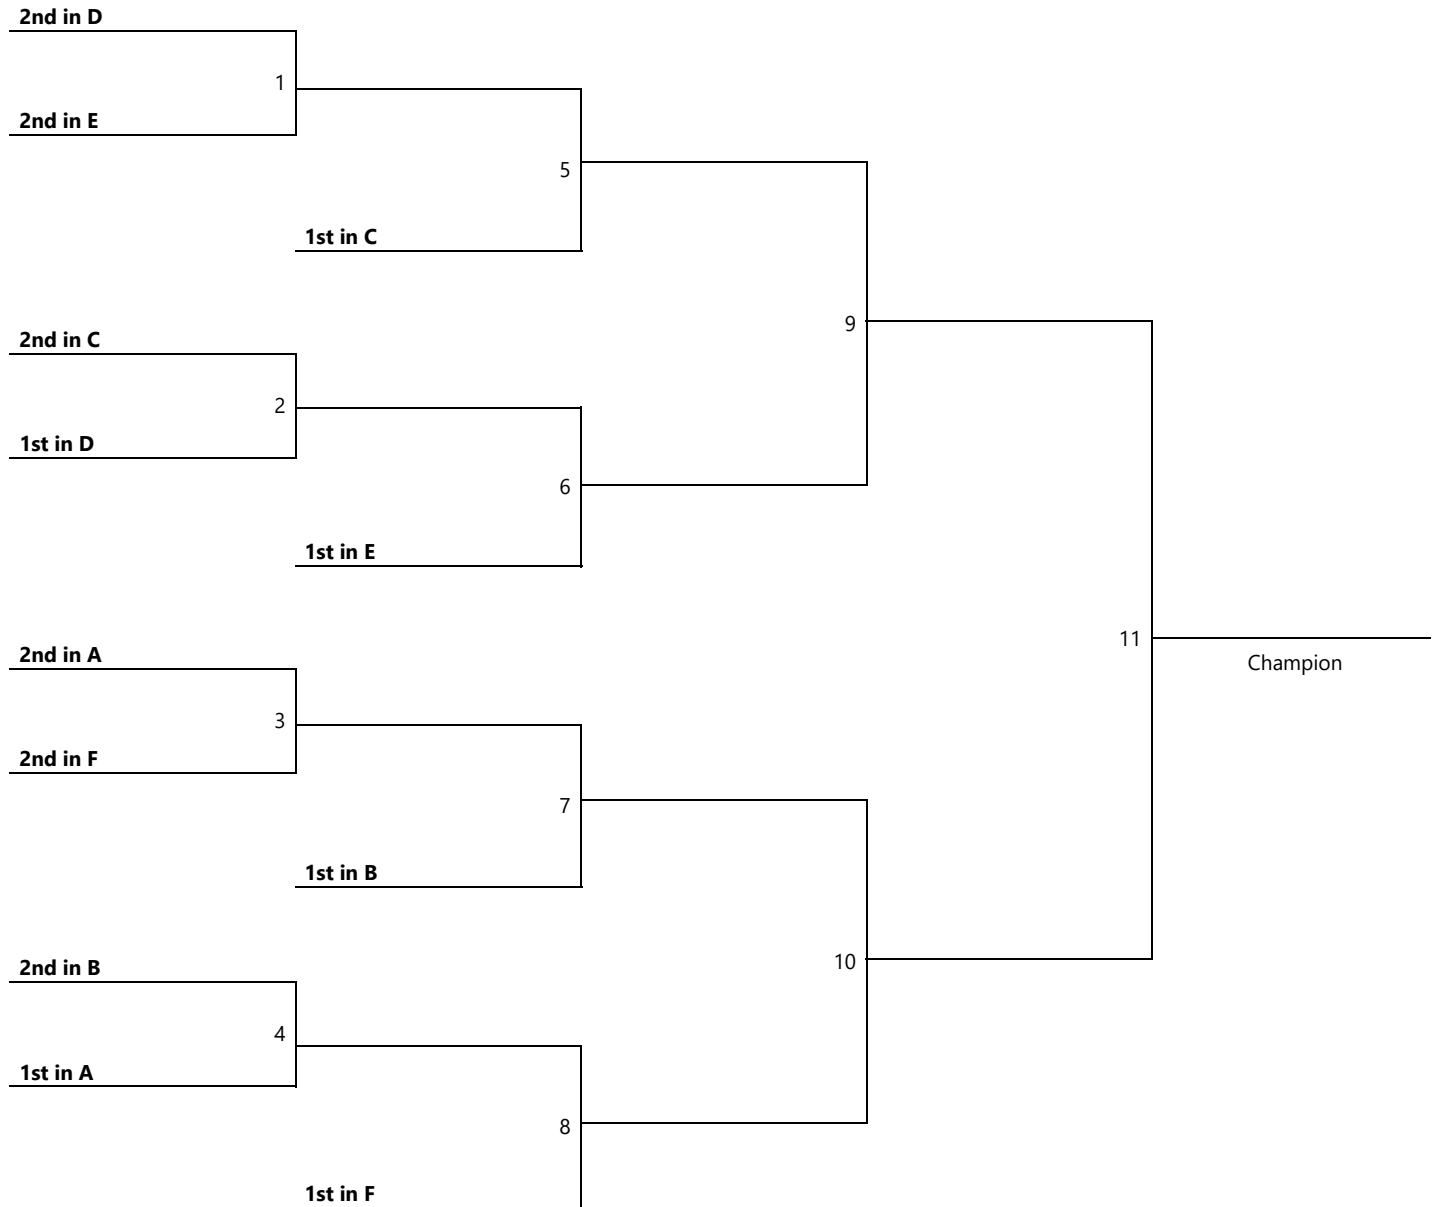 2nd in D
1
2nd in E
5
1st in C
9
2nd in C
2
1st in D
6
1st in E
11
Champion
2nd in A
3
2nd in F
7
1st in B
10
2nd in B
4
1st in A
8
1st in F